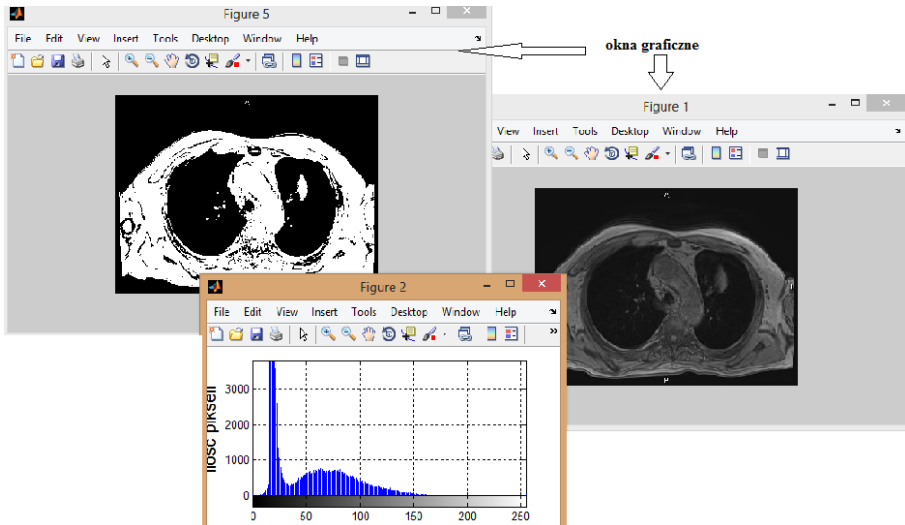 Figure 5
File Edit View Insert Tools Desktop Window Help
okna graficzne
Figure 1
View Insert Tools Desktop Window Help
A
P
Figure 2
File Edit View Insert Tools Desktop Window Help
»
ilosc pikseli
3000
2000
1000
0
0 50 100 150 200 250